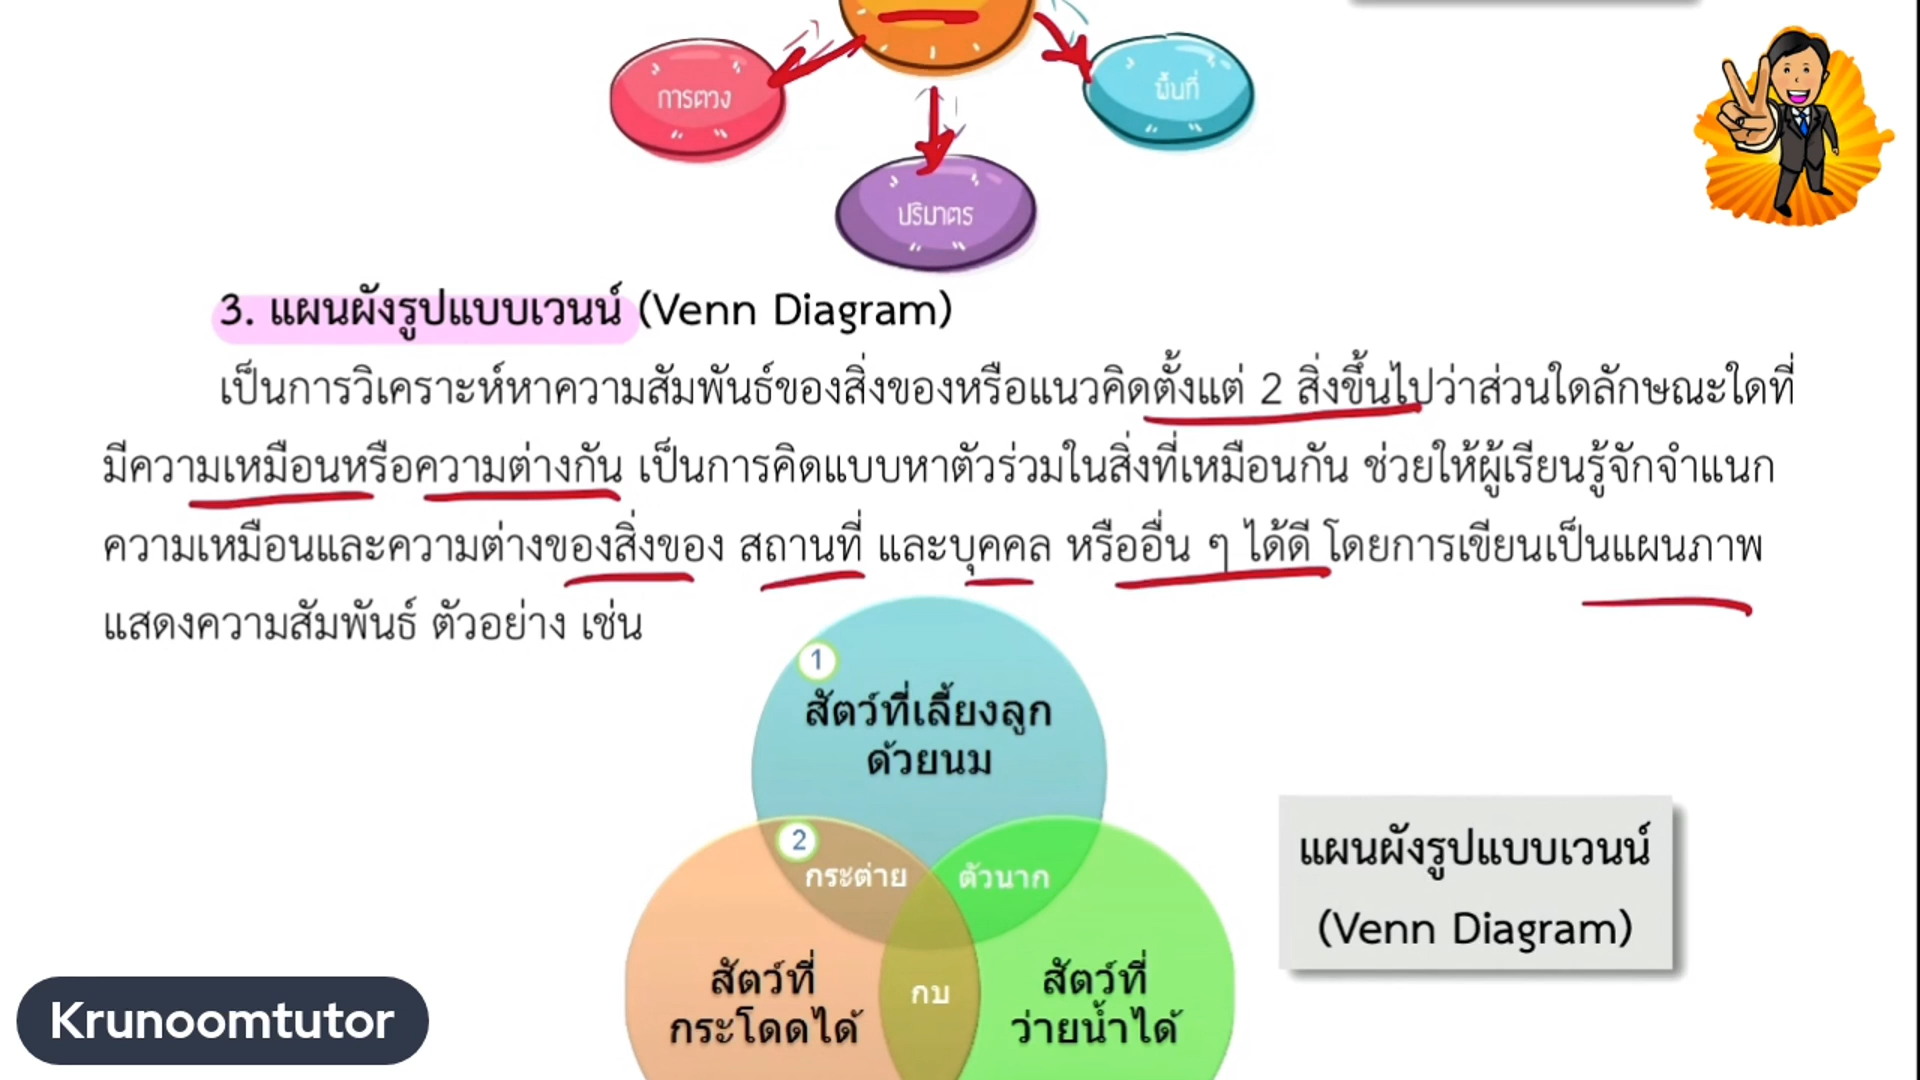 การตวง
พื้นที่
ปริมาตร
3. แผนผังรูปแบบเวนน์ (Venn Diagram)
เป็นการวิเคราะห์หาความสัมพันธ์ของสิ่งของหรือแนวคิดตั้งแต่ 2 สิ่งขึ้นไปว่าส่วนใดลักษณะใดที่
มีความเหมือนหรือความต่างกัน เป็นการคิดแบบหาตัวร่วมในสิ่งที่เหมือนกัน ช่วยให้ผู้เรียนรู้จักจำแนก
ความเหมือนและความต่างของสิ่งของ สถานที่ และบุคคล หรืออื่น ๆ ได้ดี โดยการเขียนเป็นแผนภาพ
แสดงความสัมพันธ์ ตัวอย่าง เช่น
1
สัตว์ที่เลี้ยงลูก
ด้วยนม
2
กระต่าย
ตัวนาก
แผนผังรูปแบบเวนน์
(Venn Diagram)
สัตว์ที่
กระโดดได้
กบ
สัตว์ที่
ว่ายน้ำได้
Krunoomtutor